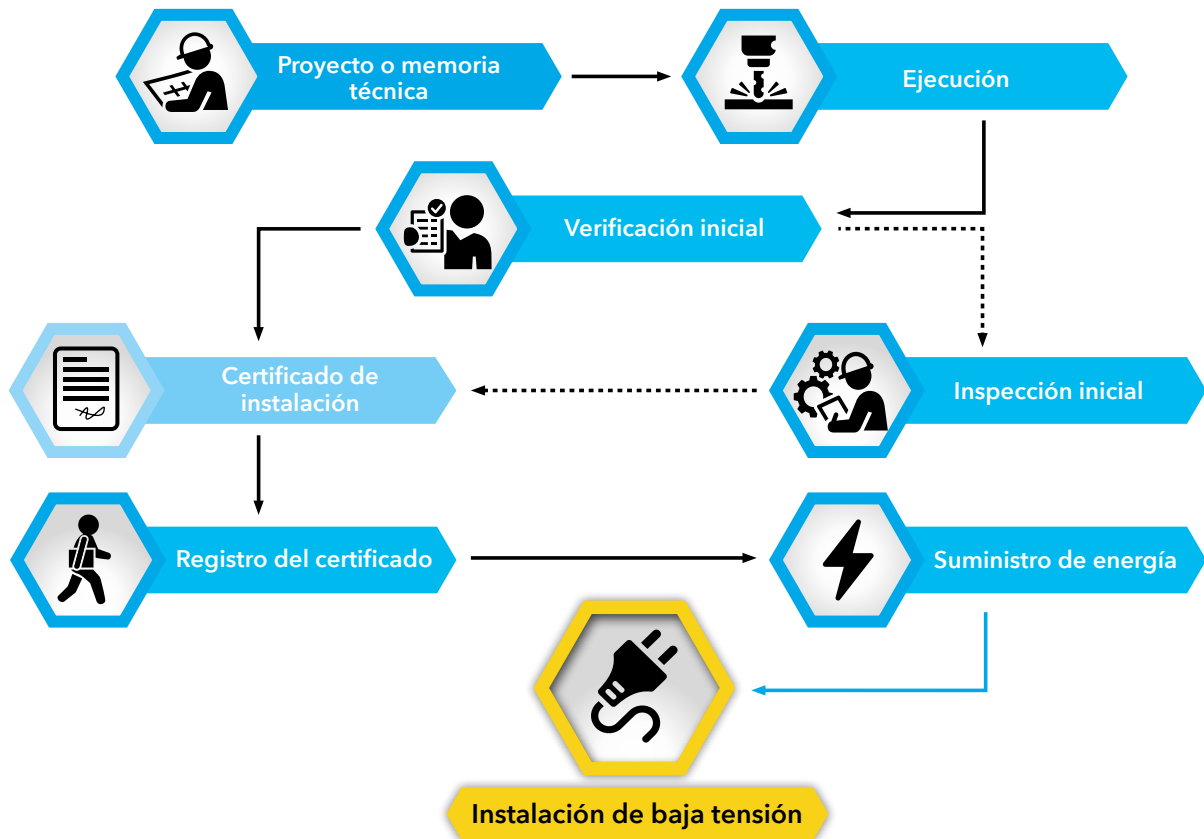 Proyecto o memoria
técnica
Ejecución
Verificación inicial
Certificado de
instalación
Inspección inicial
Registro del certificado
Suministro de energía
Instalación de baja tensión